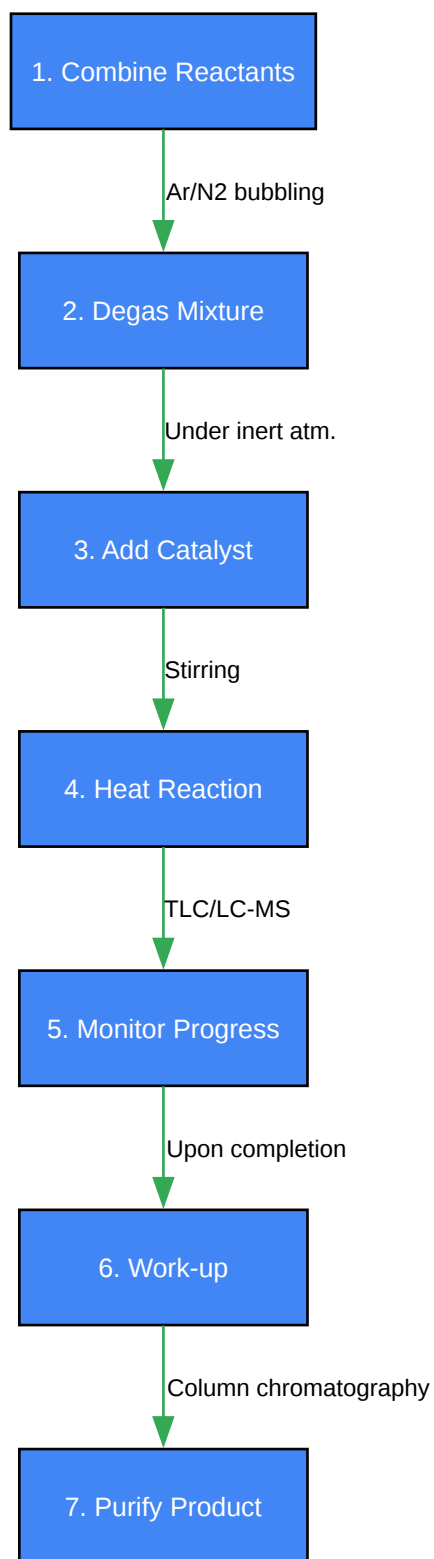 1. Combine Reactants
Ar/N2 bubbling
2. Degas Mixture
Under inert atm.
3. Add Catalyst
Stirring
4. Heat Reaction
TLC/LC-MS
5. Monitor Progress
Upon completion
6. Work-up
Column chromatography
7. Purify Product